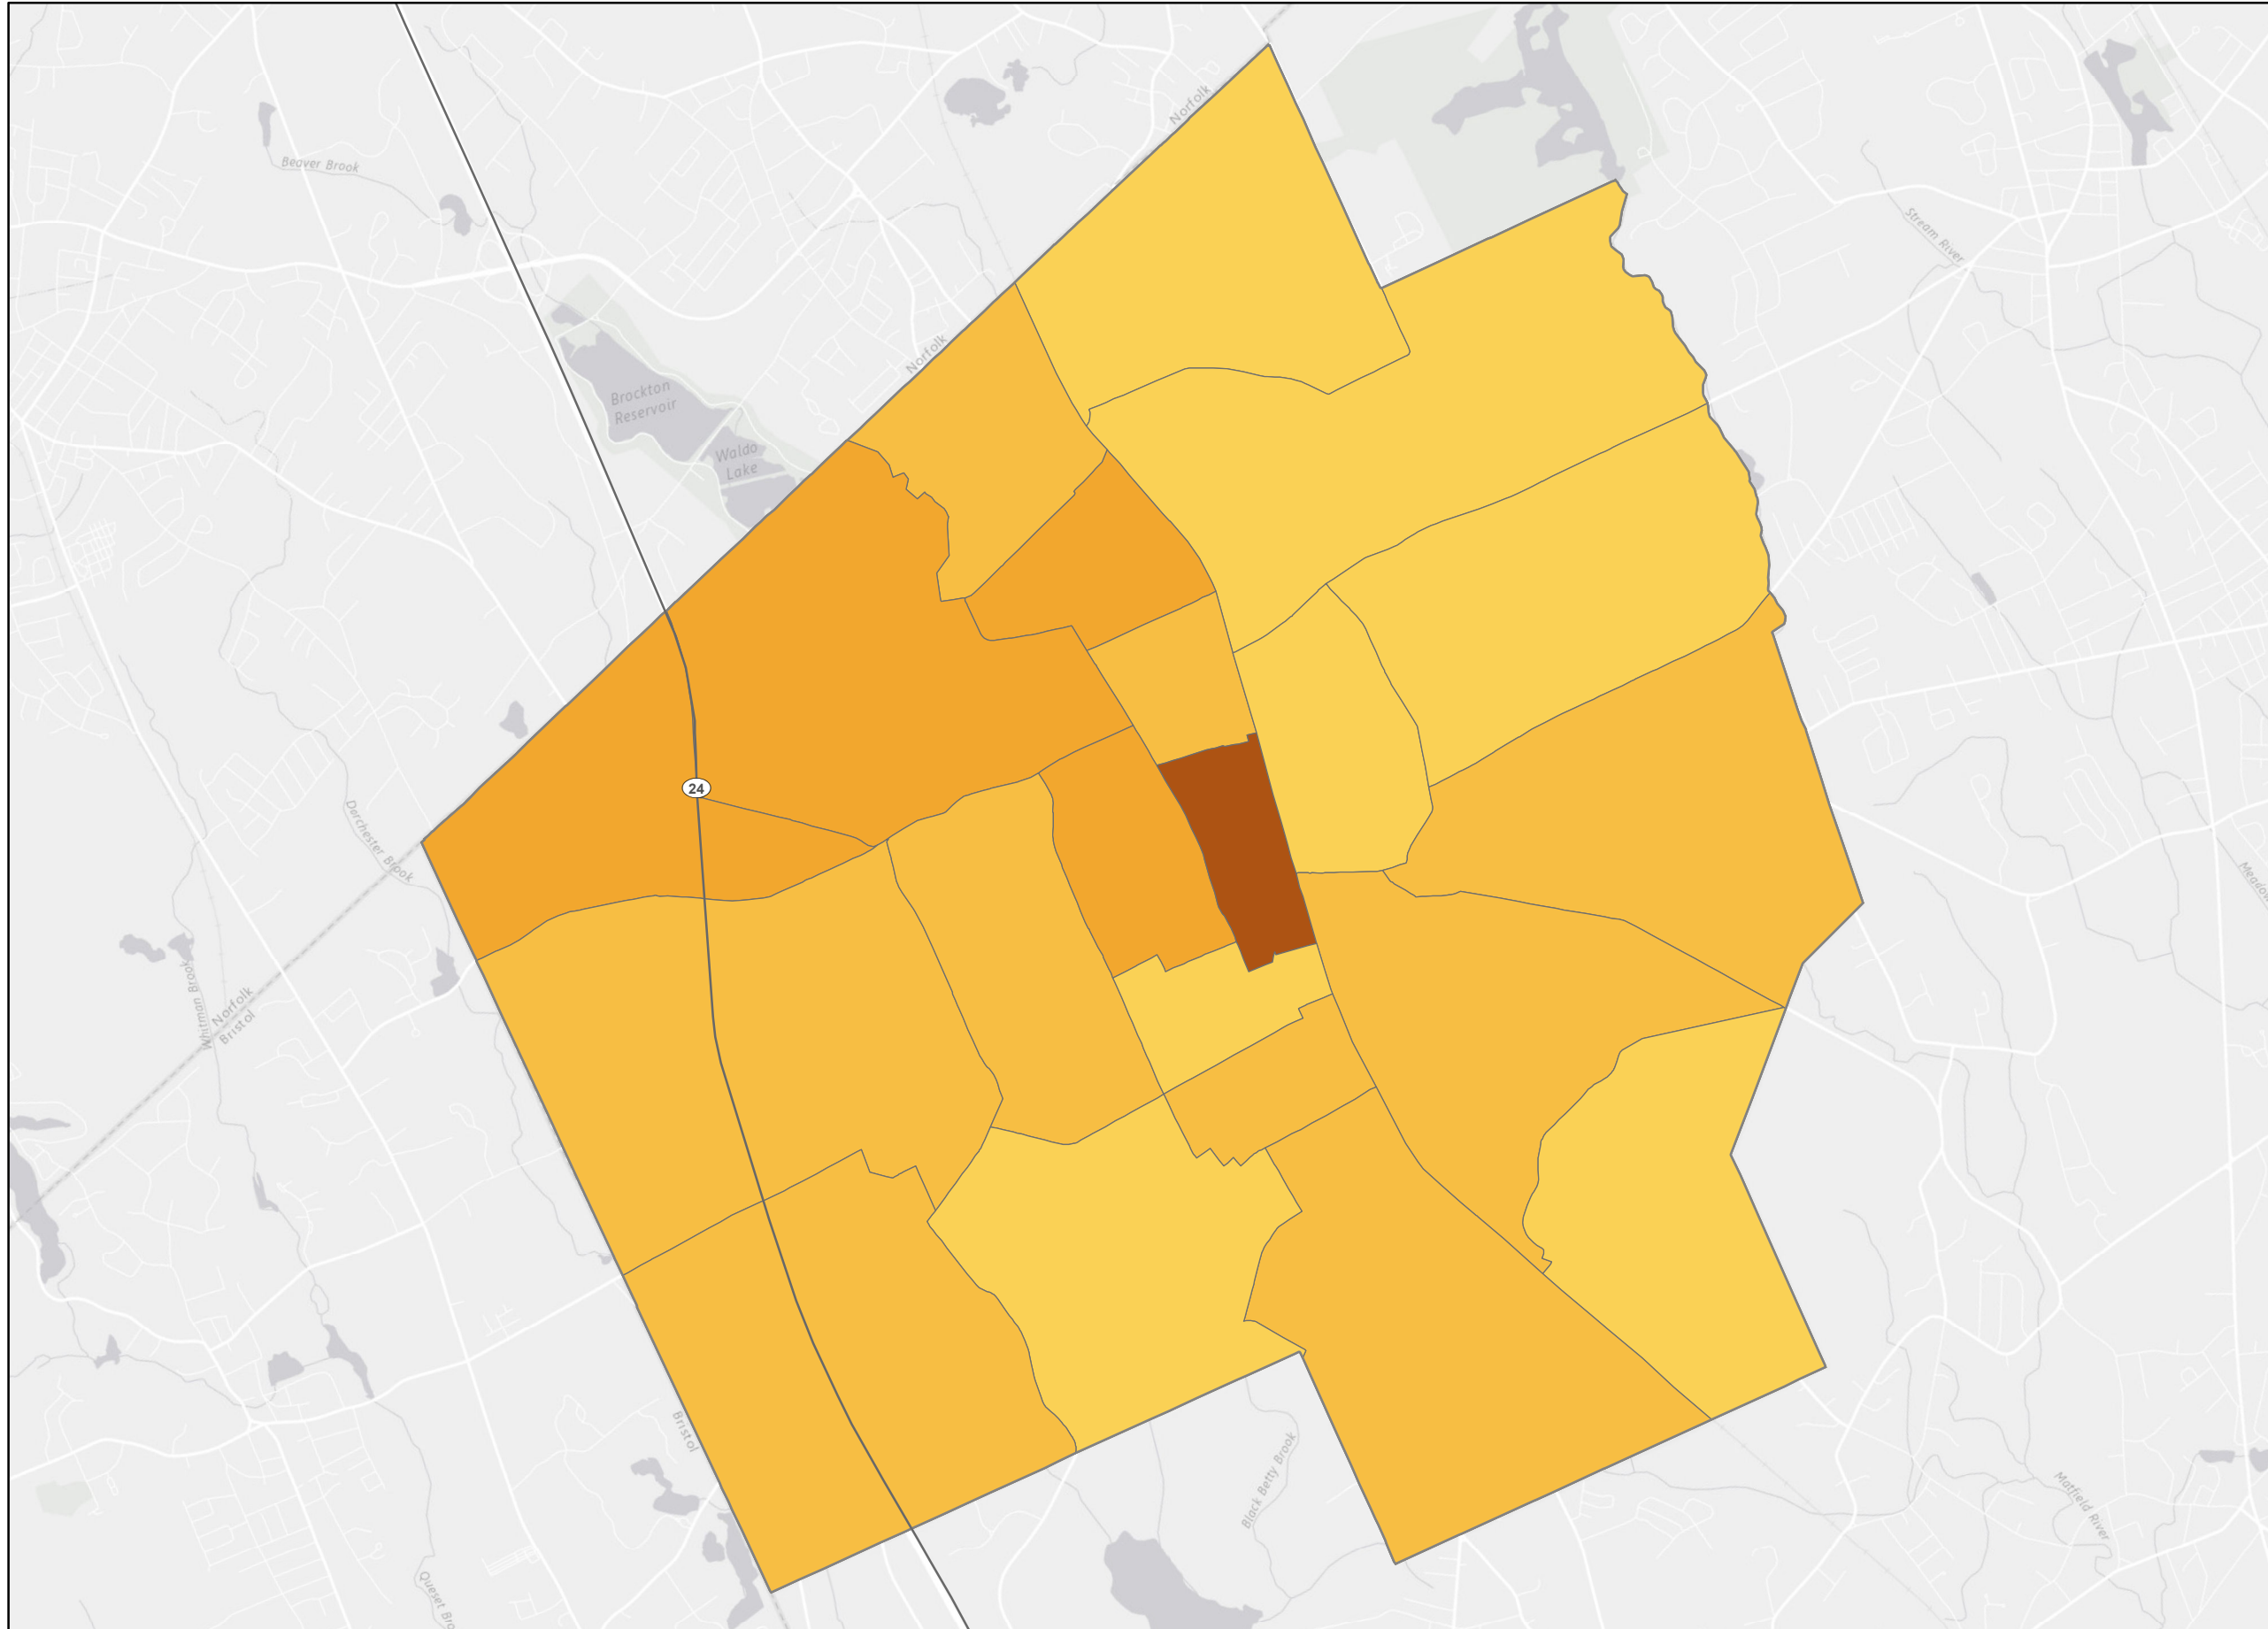 Norfolk
Beaver Brook
Stream River
Norfolk
Brockton
Reservoir
Waldo
Lake
24
Dorchester Brook
Whitman Brook
Norfolk
Bristol
Bristol
Black Betty Brook
Matfield River